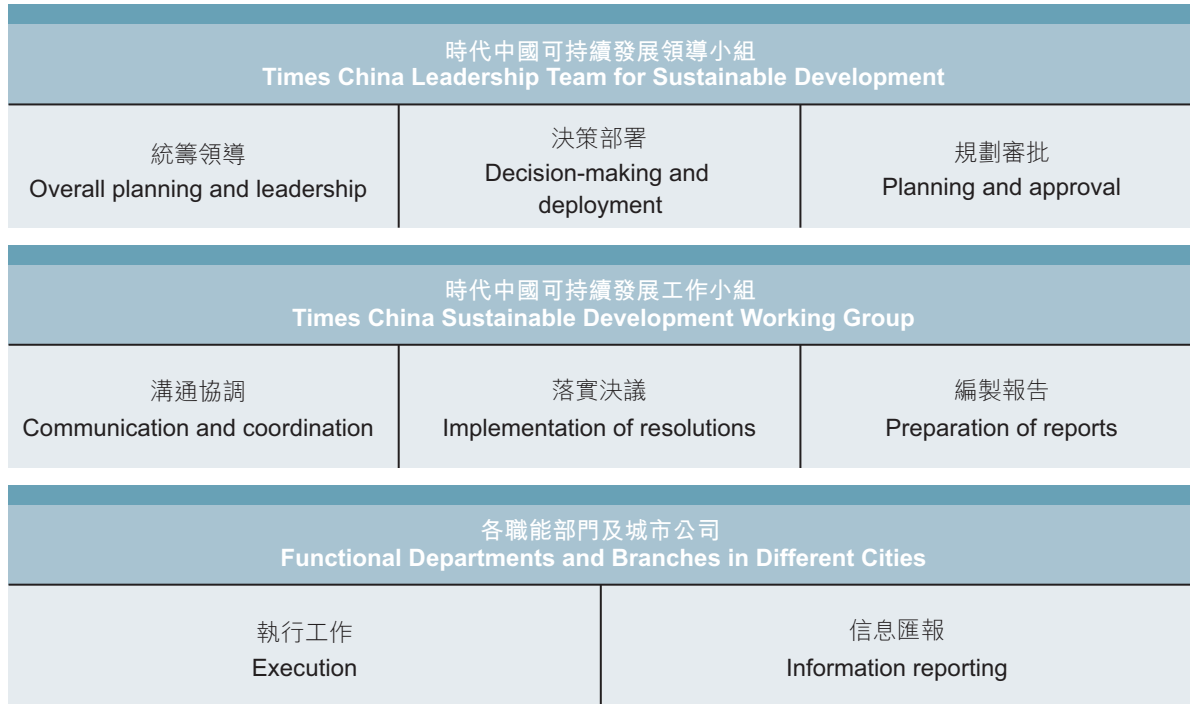 時代中國可持續發展領導小組
Times China Leadership Team for Sustainable Development
統籌領導
Overall planning and leadership
決策部署
Decision-making and
deployment
規劃審批
Planning and approval
時代中國可持續發展工作小組
Times China Sustainable Development Working Group
溝通協調
Communication and coordination
落實決議
Implementation of resolutions
編製報告
Preparation of reports
各職能部門及城市公司
Functional Departments and Branches in Different Cities
執行工作
Execution
信息匯報
Information reporting